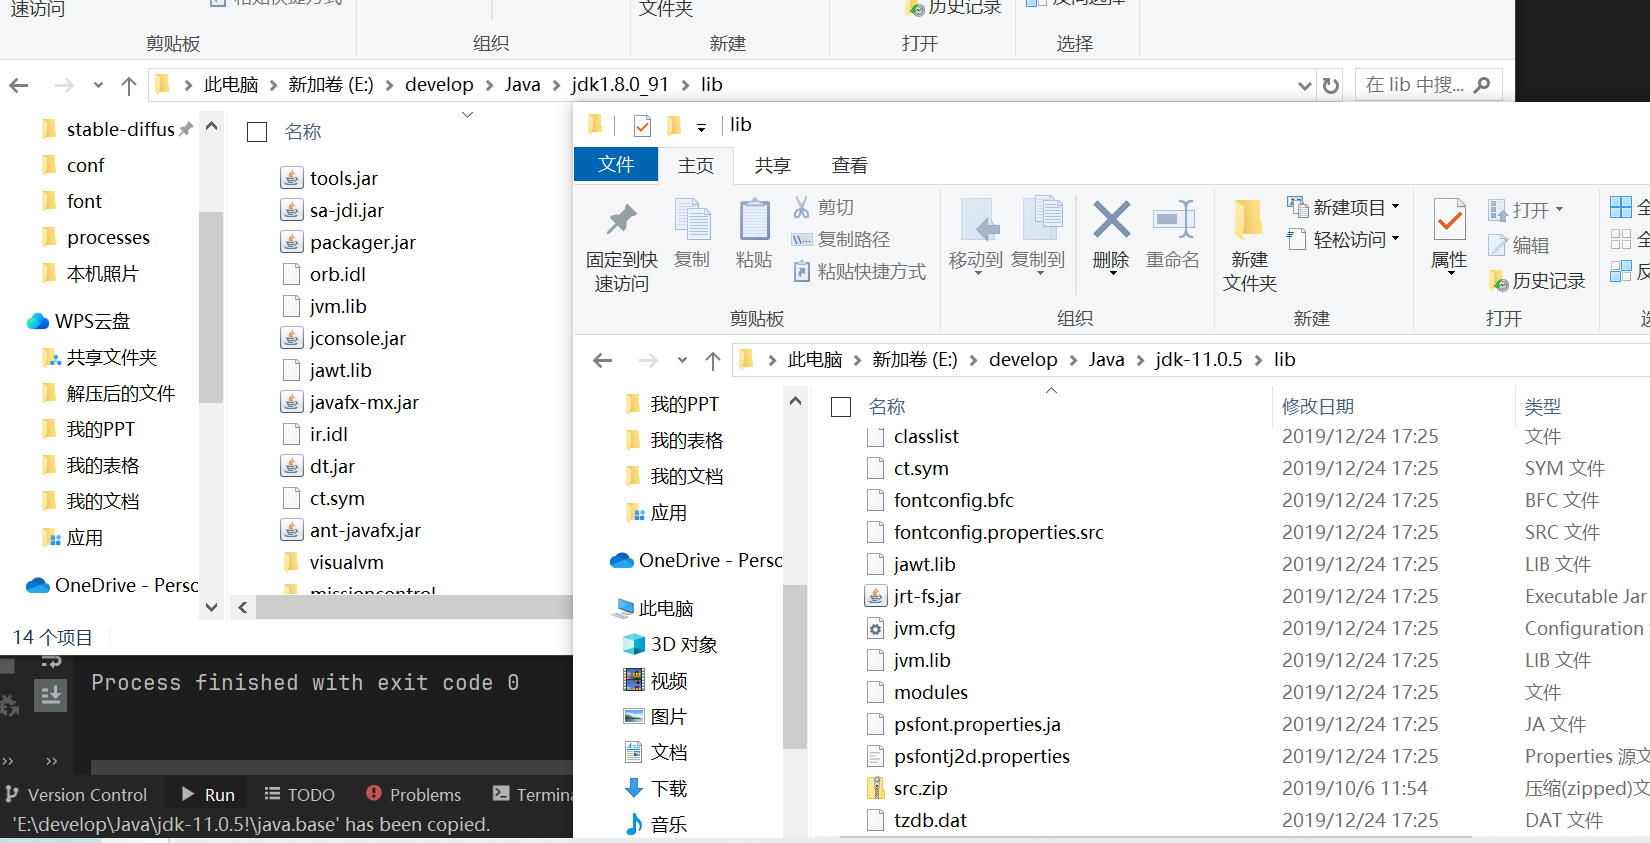 速访问
粘贴快捷方式
文件夹
历史记录
反向选择
剪贴板
组织
新建
打开
选择
此电脑 新加卷 (E:) develop Java jdk1.8.0_91 lib
在 lib 中搜...
stable-diffus
conf
font
processes
本机照片
WPS云盘
共享文件夹
解压后的文件
我的PPT
我的表格
我的文档
应用
OneDrive - Perso
名称
tools.jar
sa-jdi.jar
packager.jar
orb.idl
jvm.lib
jconsole.jar
jawt.lib
javafx-mx.jar
ir.idl
dt.jar
ct.sym
ant-javafx.jar
visualvm
missioncontrol
14 个项目
lib
文件 主页 共享 查看
固定到快
速访问
复制
粘贴
剪切
复制路径
粘贴快捷方式
剪贴板
移动到 复制到
删除
重命名
组织
新建
文件夹
新建项目
轻松访问
新建
属性
打开
编辑
历史记录
打开
全
全
反
此电脑 新加卷 (E:) develop Java jdk-11.0.5 lib
我的PPT
我的表格
我的文档
应用
OneDrive - Persc
此电脑
3D 对象
视频
图片
文档
下载
音乐
名称 修改日期 类型
classlist 2019/12/24 17:25 文件
ct.sym 2019/12/24 17:25 SYM 文件
fontconfig.bfc 2019/12/24 17:25 BFC 文件
fontconfig.properties.src 2019/12/24 17:25 SRC 文件
jawt.lib 2019/12/24 17:25 LIB 文件
jrt-fs.jar 2019/12/24 17:25 Executable Jar
jvm.cfg 2019/12/24 17:25 Configuration
jvm.lib 2019/12/24 17:25 LIB 文件
modules 2019/12/24 17:25 文件
psfont.properties.ja 2019/12/24 17:25 JA 文件
psfontj2d.properties 2019/12/24 17:25 Properties 源文
src.zip 2019/10/6 11:54 压缩(zipped)文
tzdb.dat 2019/12/24 17:25 DAT 文件
Process finished with exit code 0
Version Control Run TODO Problems Termina
'E:\develop\Java\jdk-11.0.5!\java.base' has been copied.